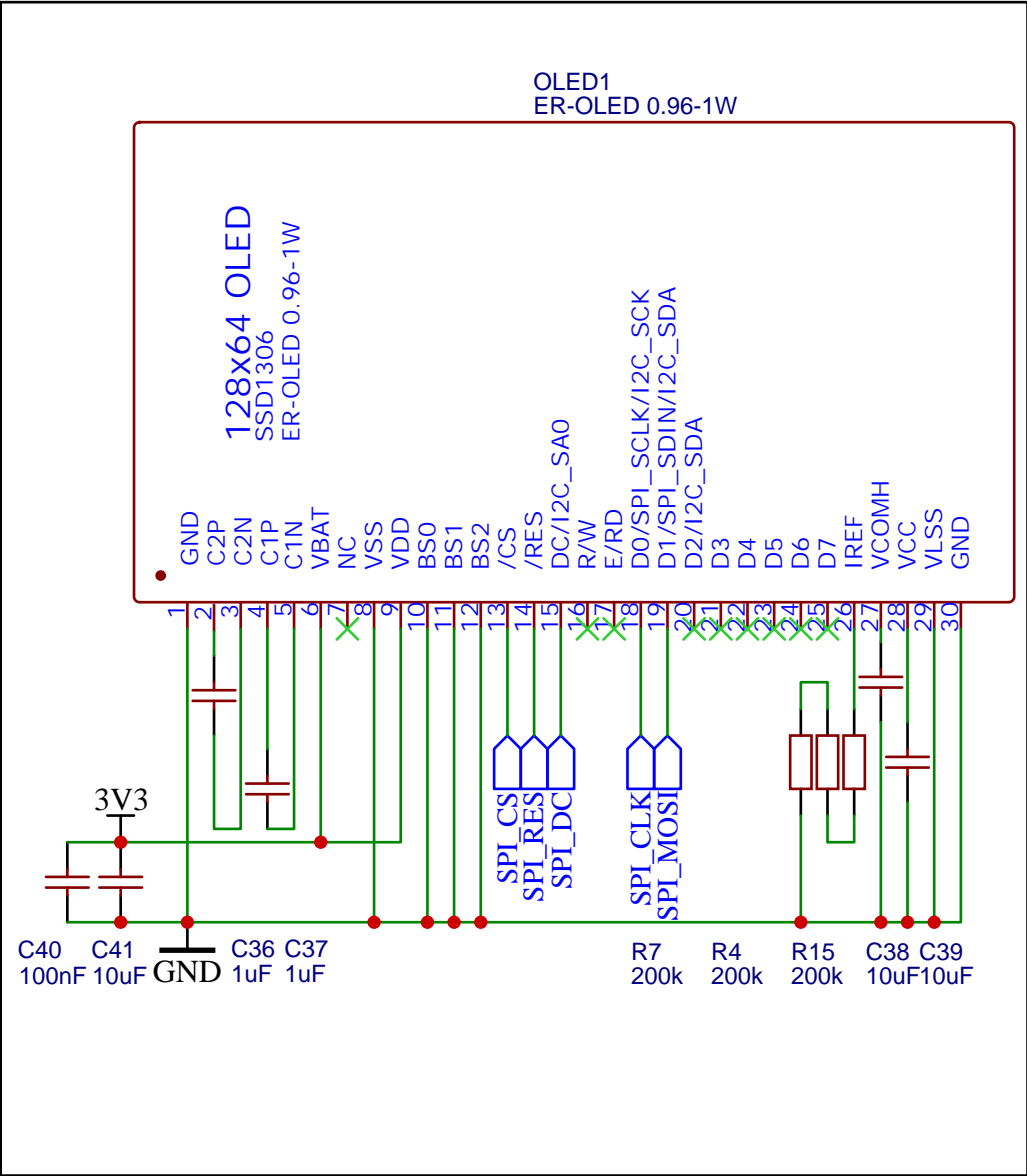 OLED1
ER-OLED 0.96-1W
128x64 OLED
SSD1306
ER-OLED 0.96-1W
GND
C2P
C2N
C1P
C1N
VBAT
NC
VSS
VDD
BS0
BS1
BS2
/CS
/RES
DC/I2C_SA0
R/W
E/RD
D0/SPI_SCLK/I2C_SCK
D1/SPI_SDIN/I2C_SDA
D2/I2C_SDA
D3
D4
D5
D6
D7
IREF
VCOMH
VCC
VLSS
GND
1
2
3
4
5
6
7
8
9
10
11
12
13
14
15
16
17
18
19
20
21
22
23
24
25
26
27
28
29
30
3V3
SPI_CS
SPI_RES
SPI_DC
SPI_CLK
SPI_MOSI
C40
100nF
C41
10uF
GND
C36
1uF
C37
1uF
R7
200k
R4
200k
R15
200k
C38
10uF
C39
10uF